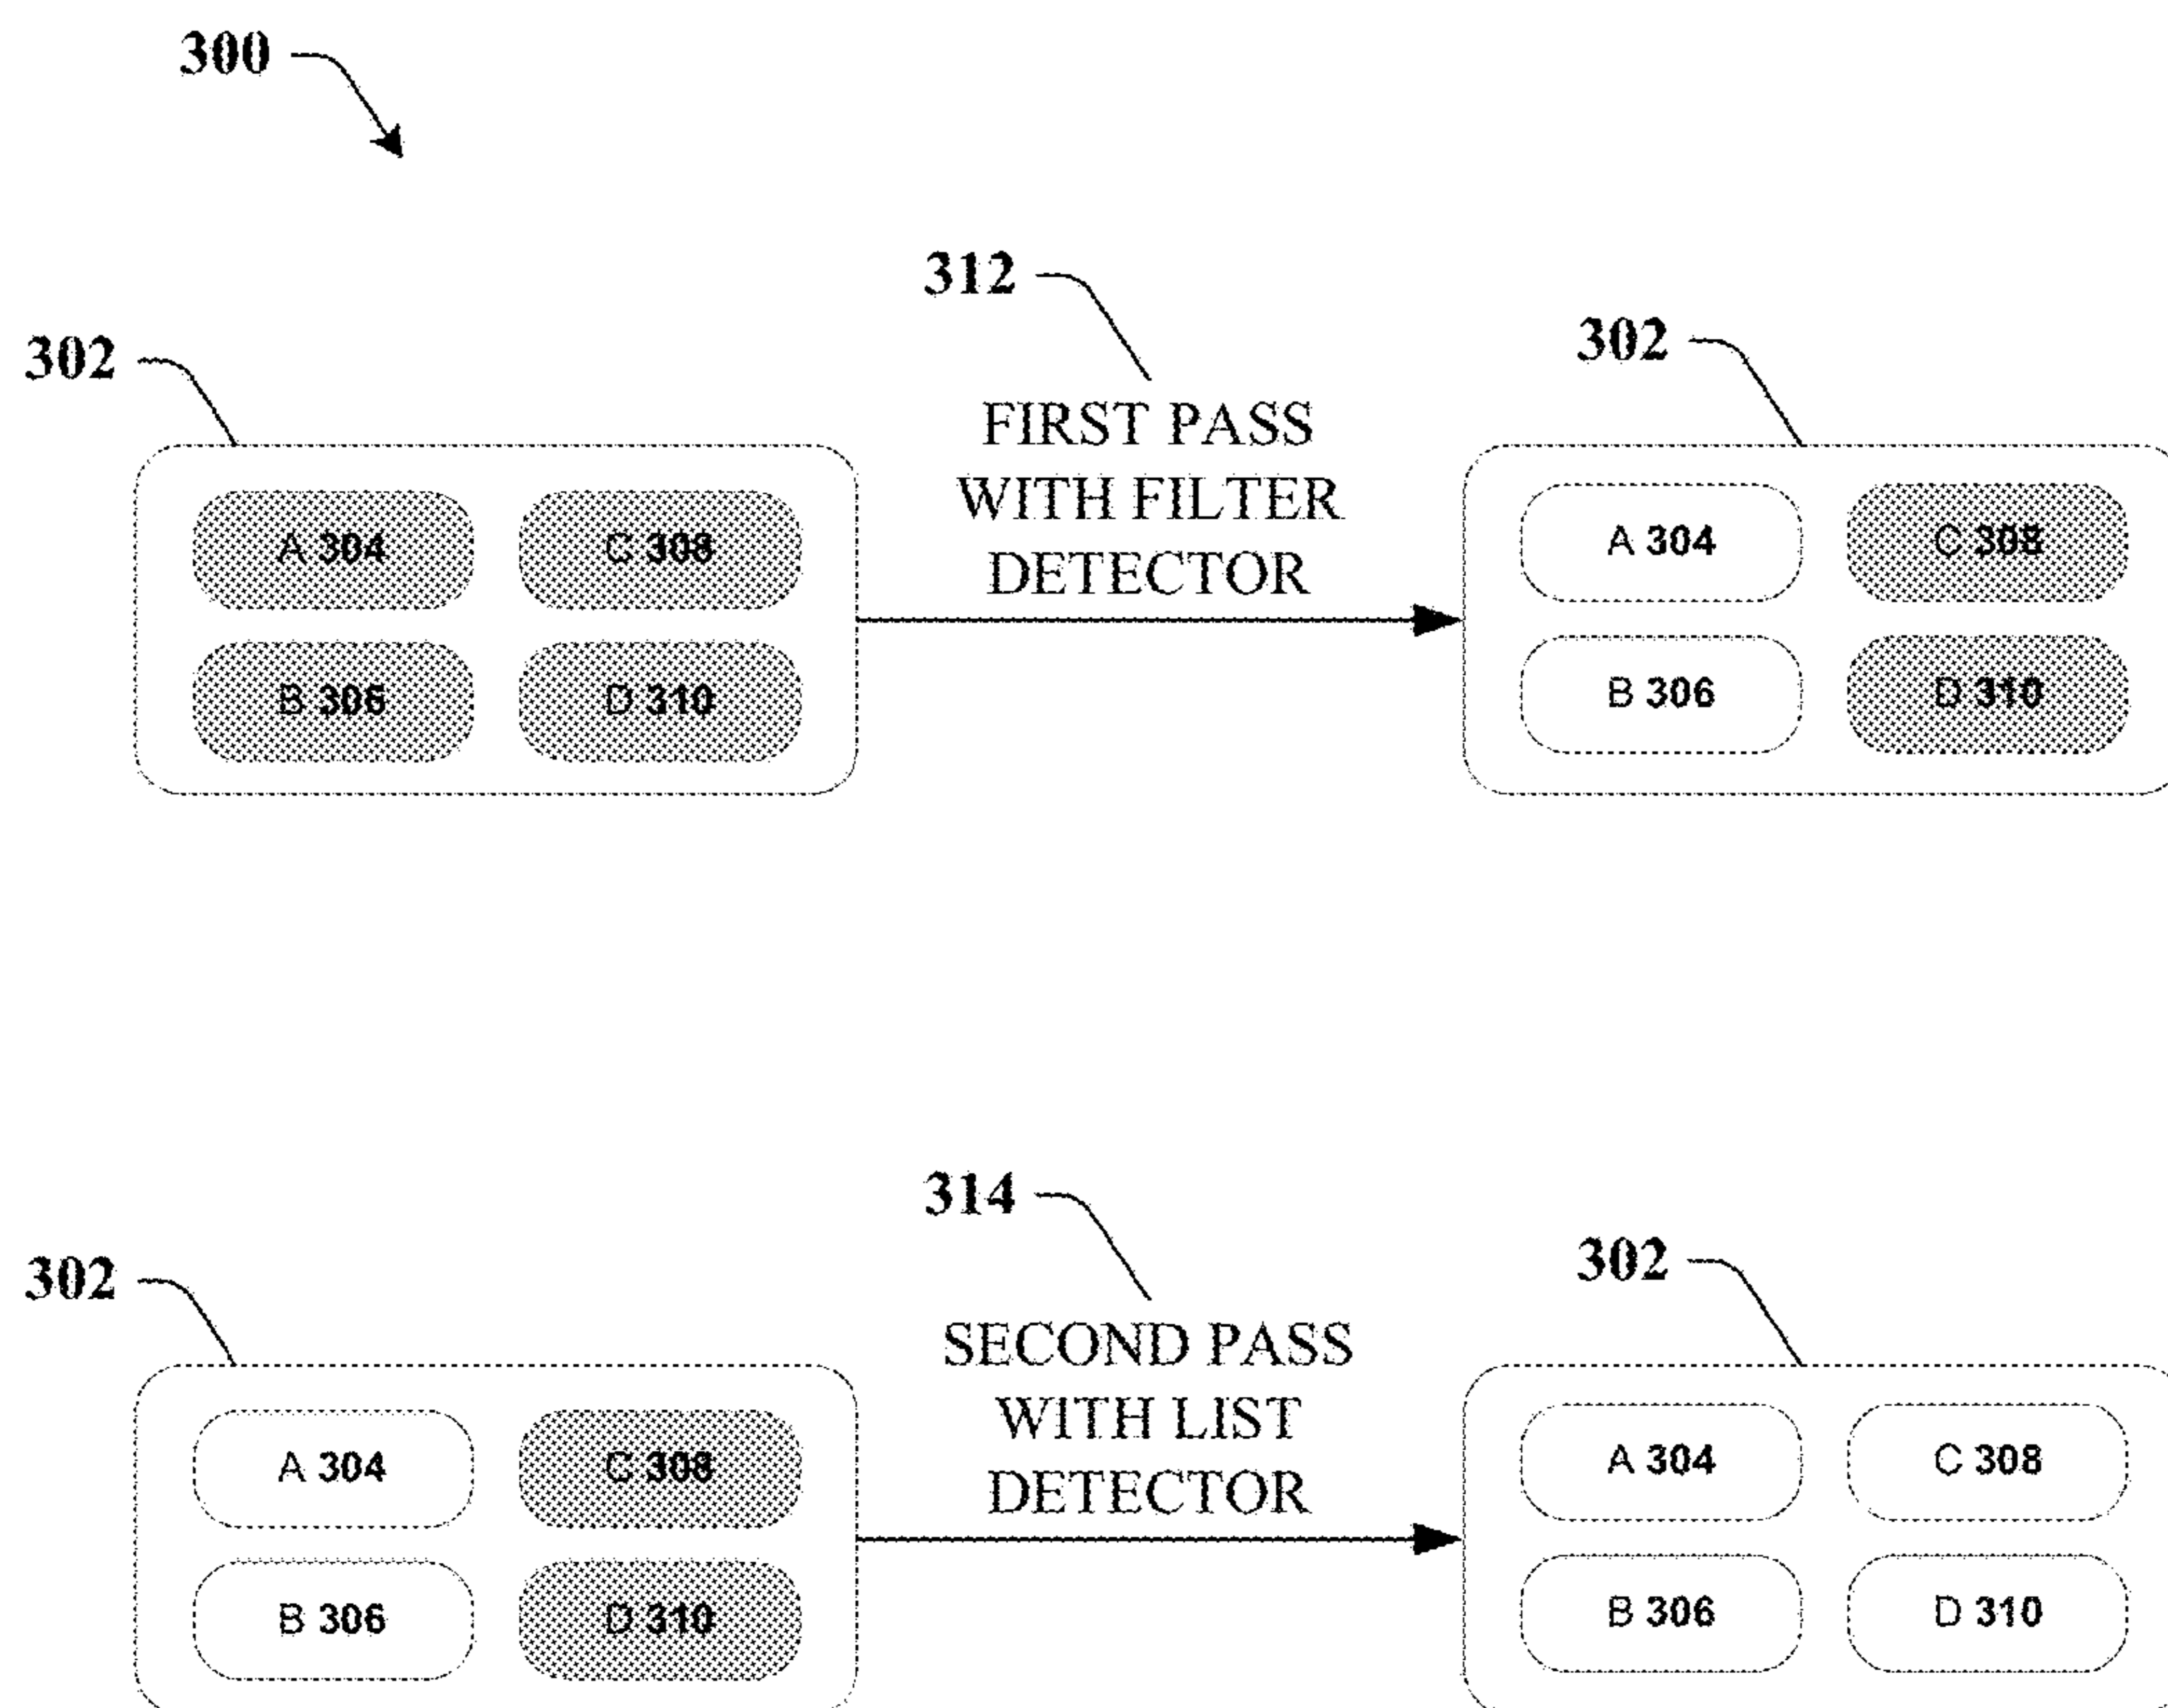 300
312
302
302
FIRST PASS
WITH FILTER
DETECTOR
A 304
C 308
A 304
C 308
B 306
D 310
B 306
D 310
314
302
302
SECOND PASS
WITH LIST
DETECTOR
A 304
C 308
A 304
C 308
B 306
D 310
B 306
D 310